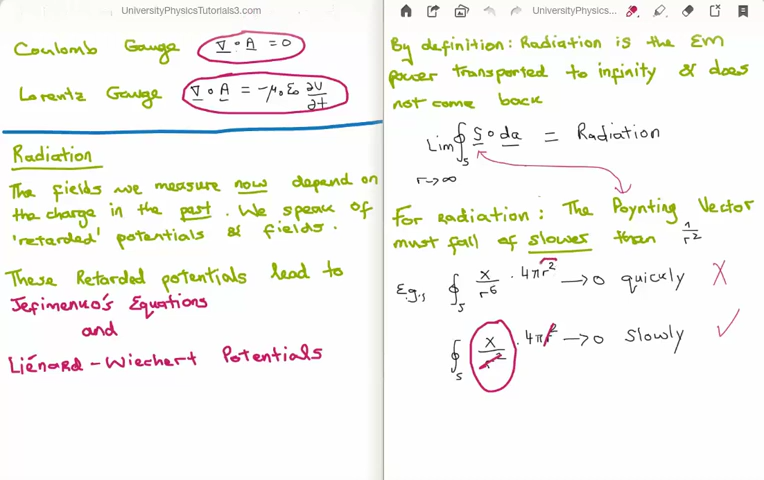 UniversityPhysicsTutorials3.com
Coulomb Gauge ∇ ∘ A = 0
Lorentz Gauge ∇ ∘ A = -μ₀ε₀ ∂V/∂t
Radiation
The fields we measure now depend on
the charge in the past. We speak of
'retarded' potentials & fields.
These Retarded potentials lead to
Jefimenko's Equations
and
Liénard-Wiechert Potentials
UniversityPhysics...
By definition: Radiation is the EM
power transported to infinity & does
not come back
Lim ∮ S ∘ da = Radiation
r→∞ S
For radiation: The Poynting Vector
must fall of slower than 1/r²
E.g.s ∮S x/r⁶ · 4πr² → 0 quickly X
∮S x/r² · 4πr² → 0 slowly ✓